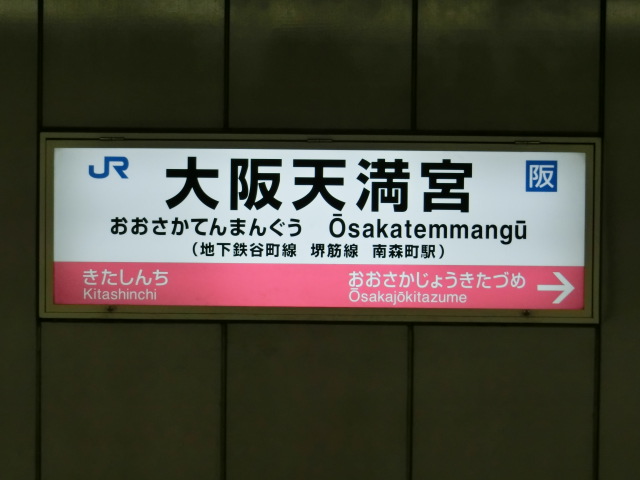 JR 大阪天満宮 阪
おおさかてんまんぐう Ōsakatemmangū
(地下鉄谷町線 堺筋線 南森町駅)
きたしんち おおさかじょうきたづめ
Kitashinchi Ōsakajōkitazume